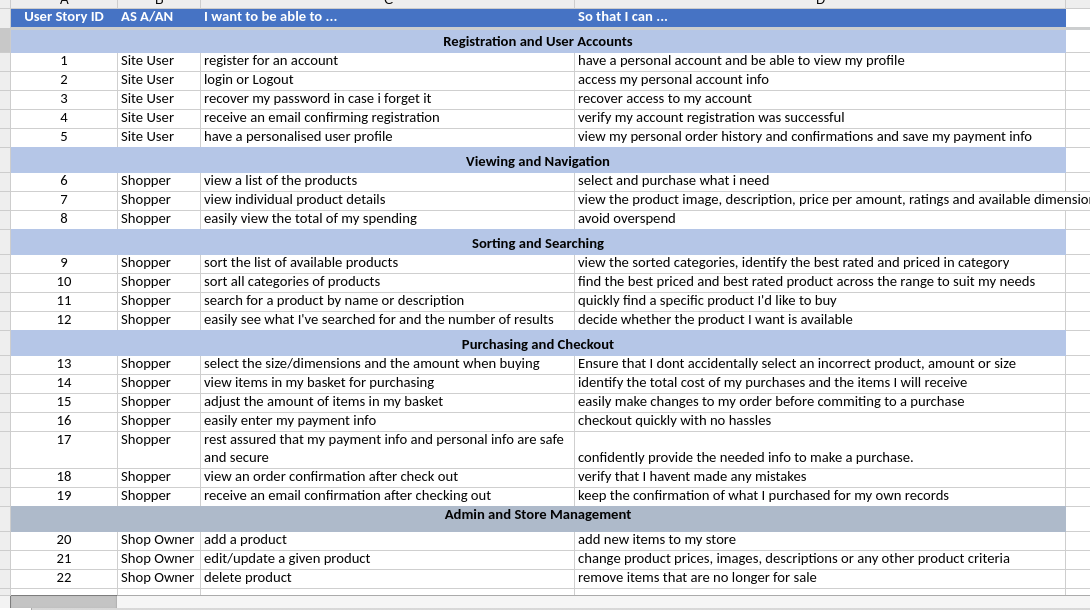 User Story ID AS A/AN I want to be able to ... So that I can ...
Registration and User Accounts
1 Site User register for an account have a personal account and be able to view my profile
2 Site User login or Logout access my personal account info
3 Site User recover my password in case i forget it recover access to my account
4 Site User receive an email confirming registration verify my account registration was successful
5 Site User have a personalised user profile view my personal order history and confirmations and save my payment info
Viewing and Navigation
6 Shopper view a list of the products select and purchase what i need
7 Shopper view individual product details view the product image, description, price per amount, ratings and available
8 Shopper easily view the total of my spending avoid overspend
Sorting and Searching
9 Shopper sort the list of available products view the sorted categories, identify the best rated and priced in category
10 Shopper sort all categories of products find the best priced and best rated product across the range to suit my needs
11 Shopper search for a product by name or description quickly find a specific product I'd like to buy
12 Shopper easily see what I've searched for and the number of results decide whether the product I want is available
Purchasing and Checkout
13 Shopper select the size/dimensions and the amount when buying Ensure that I dont accidentally select an incorrect product, amount or size
14 Shopper view items in my basket for purchasing identify the total cost of my purchases and the items I will receive
15 Shopper adjust the amount of items in my basket easily make changes to my order before commiting to a purchase
16 Shopper easily enter my payment info checkout quickly with no hassles
17 Shopper rest assured that my payment info and personal info are safe
and secure confidently provide the needed info to make a purchase.
18 Shopper view an order confirmation after check out verify that I havent made any mistakes
19 Shopper receive an email confirmation after checking out keep the confirmation of what I purchased for my own records
Admin and Store Management
20 Shop Owner add a product add new items to my store
21 Shop Owner edit/update a given product change product prices, images, descriptions or any other product criteria
22 Shop Owner delete product remove items that are no longer for sale